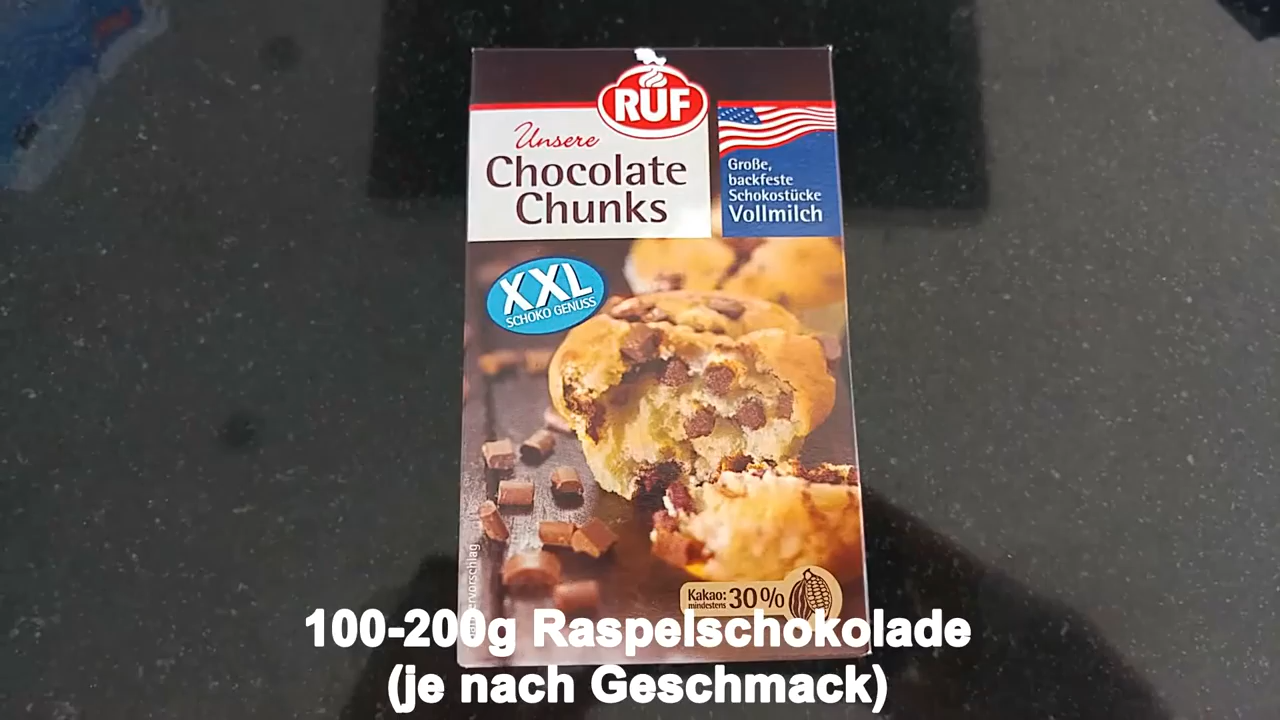 RUF
Unsere
Chocolate
Chunks
Große,
backfeste
Schokostücke
Vollmilch
XXL
SCHOKO GENUSS
Kakao:
mindestens
30%
100-200g Raspelschokolade
(je nach Geschmack)